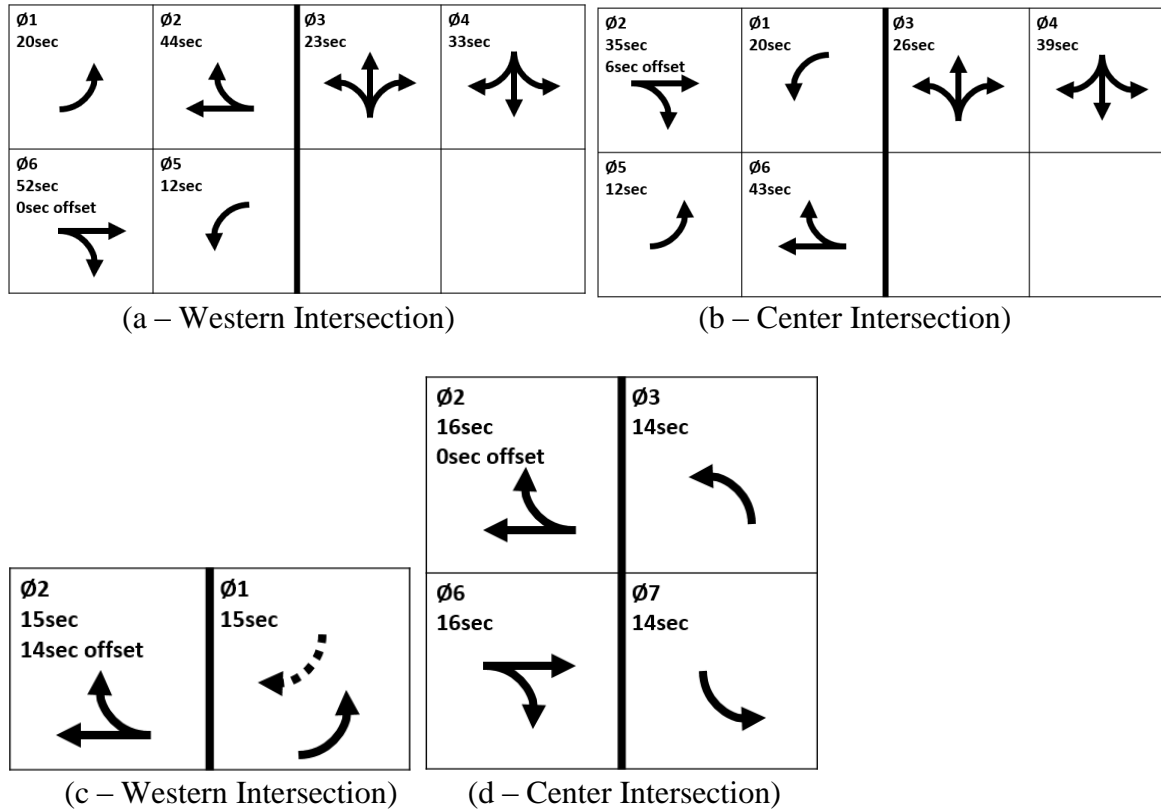 Ø1
20sec
Ø2
44sec
Ø3
23sec
Ø4
33sec
Ø6
52sec
0sec offset
Ø5
12sec
(a – Western Intersection)
Ø2
35sec
6sec offset
Ø1
20sec
Ø3
26sec
Ø4
39sec
Ø5
12sec
Ø6
43sec
(b – Center Intersection)
Ø2
15sec
14sec offset
Ø1
15sec
(c – Western Intersection)
Ø2
16sec
0sec offset
Ø3
14sec
Ø6
16sec
Ø7
14sec
(d – Center Intersection)